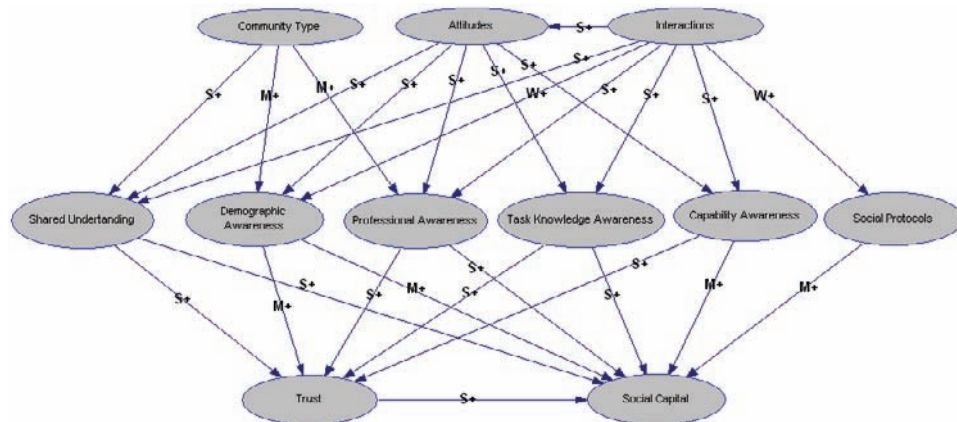 Community Type
Attitudes
S+
Interactions
S+
S+
S+
S+
S+
S+
M+
S+
S+
W+
W+
S+
M+
S+
S+
Shared Undertanding
Demographic
Awareness
Professional Awareness
Task Knowledge Awareness
Capability Awareness
Social Protocols
S+
S+
S+
M+
S+
M+
S+
S+
S+
M+
M+
Trust
S+
Social Capital